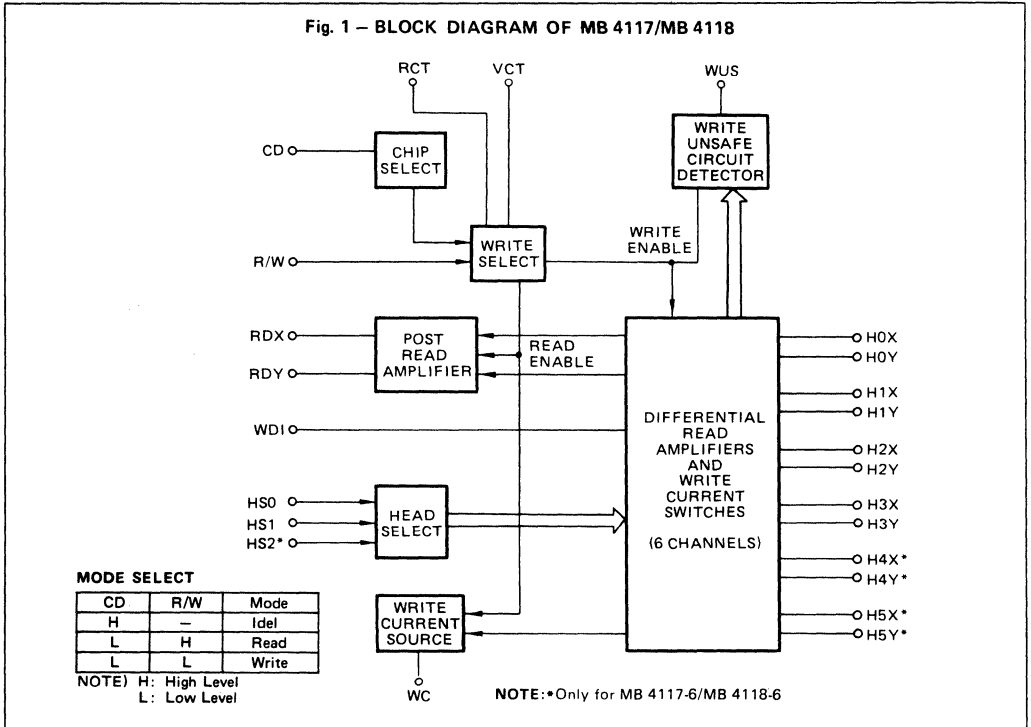 Fig. 1 – BLOCK DIAGRAM OF MB 4117/MB 4118
RCT
VCT
WUS
CD
CHIP
SELECT
WRITE
UNSAFE
CIRCUIT
DETECTOR
R/W
WRITE
SELECT
WRITE
ENABLE
RDX
RDY
POST
READ
AMPLIFIER
READ
ENABLE
WDI
HS0
HS1
HS2*
HEAD
SELECT
DIFFERENTIAL
READ
AMPLIFIERS
AND
WRITE
CURRENT
SWITCHES
(6 CHANNELS)
H0X
H0Y
H1X
H1Y
H2X
H2Y
H3X
H3Y
H4X*
H4Y*
H5X*
H5Y*
WRITE
CURRENT
SOURCE
WC
MODE SELECT
CD R/W Mode
H – Idel
L H Read
L L Write
NOTE) H: High Level
L: Low Level
NOTE:*Only for MB 4117-6/MB 4118-6